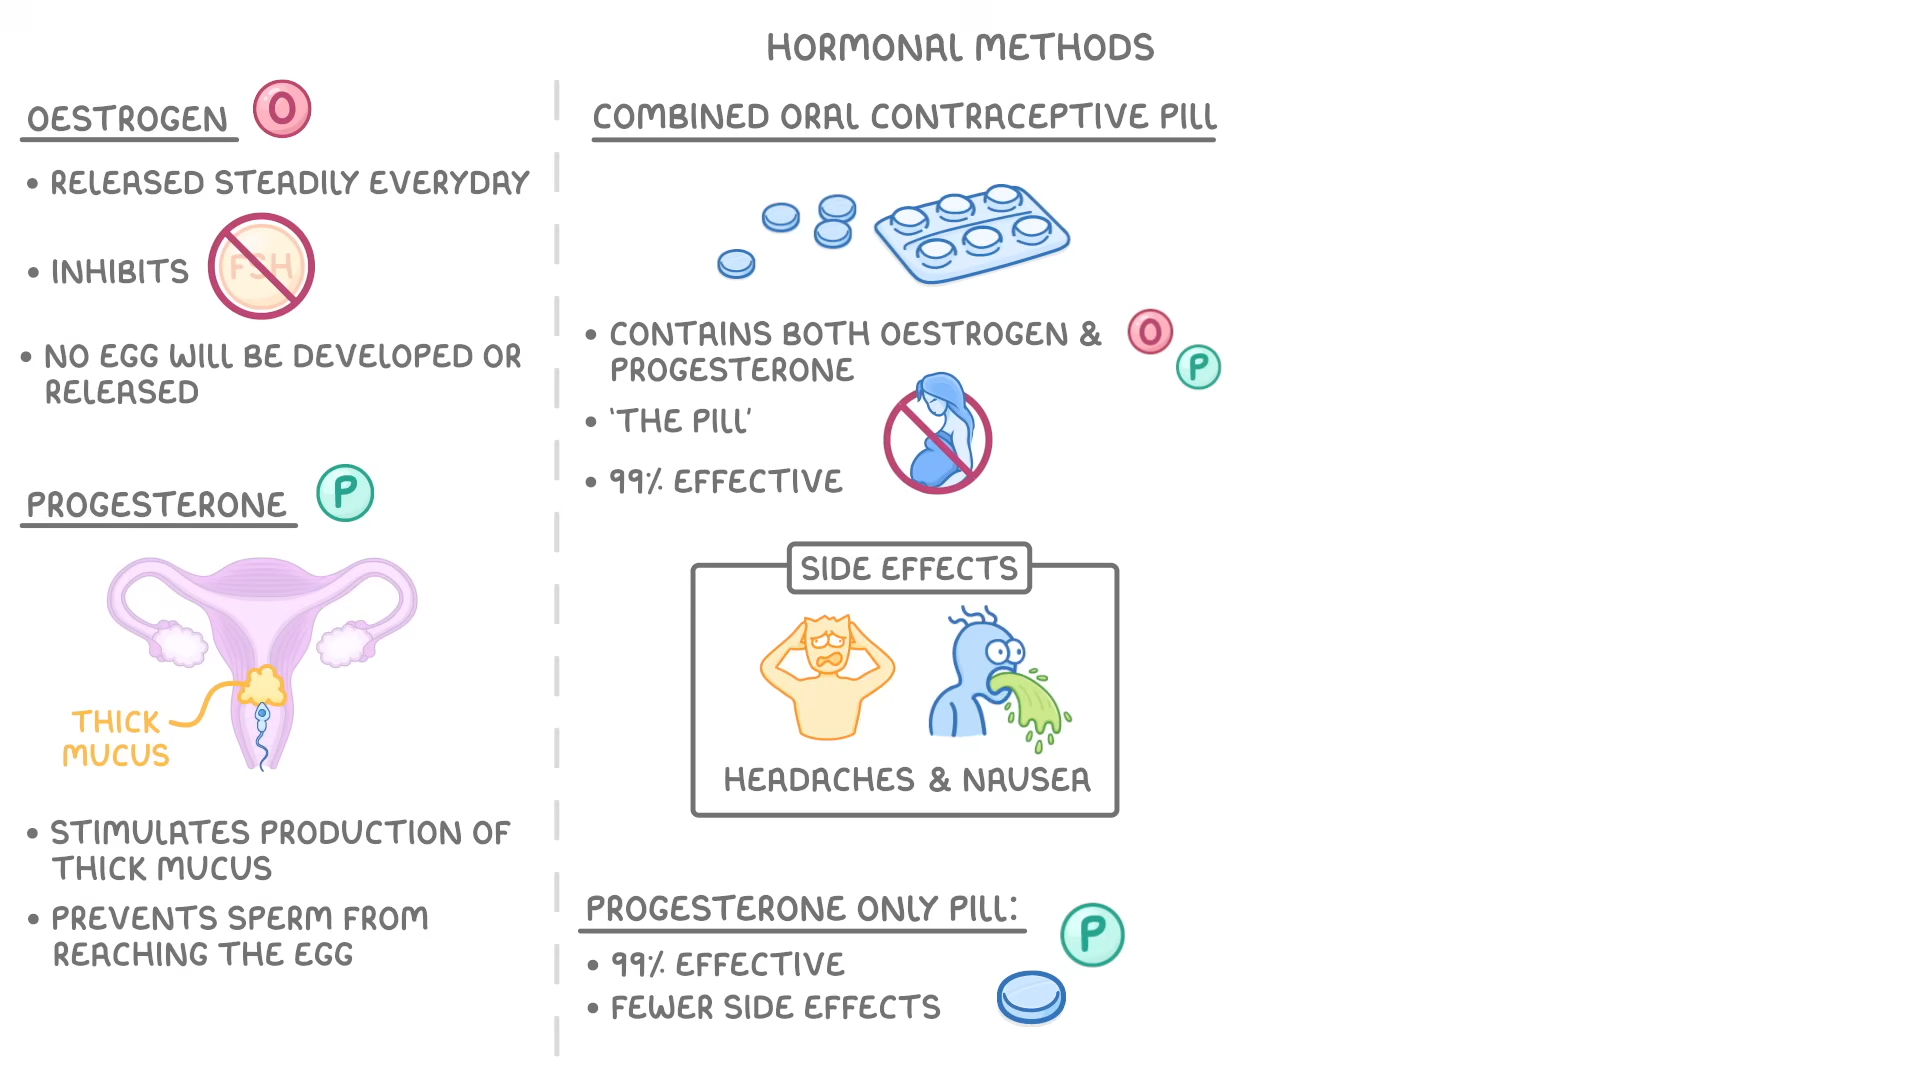 HORMONAL METHODS
OESTROGEN
O
• RELEASED STEADILY EVERYDAY
• INHIBITS
FSH
• NO EGG WILL BE DEVELOPED OR
RELEASED
PROGESTERONE
P
THICK
MUCUS
• STIMULATES PRODUCTION OF
THICK MUCUS
• PREVENTS SPERM FROM
REACHING THE EGG
COMBINED ORAL CONTRACEPTIVE PILL
• CONTAINS BOTH OESTROGEN &
PROGESTERONE
O
P
• 'THE PILL'
• 99% EFFECTIVE
SIDE EFFECTS
HEADACHES & NAUSEA
PROGESTERONE ONLY PILL:
P
• 99% EFFECTIVE
• FEWER SIDE EFFECTS